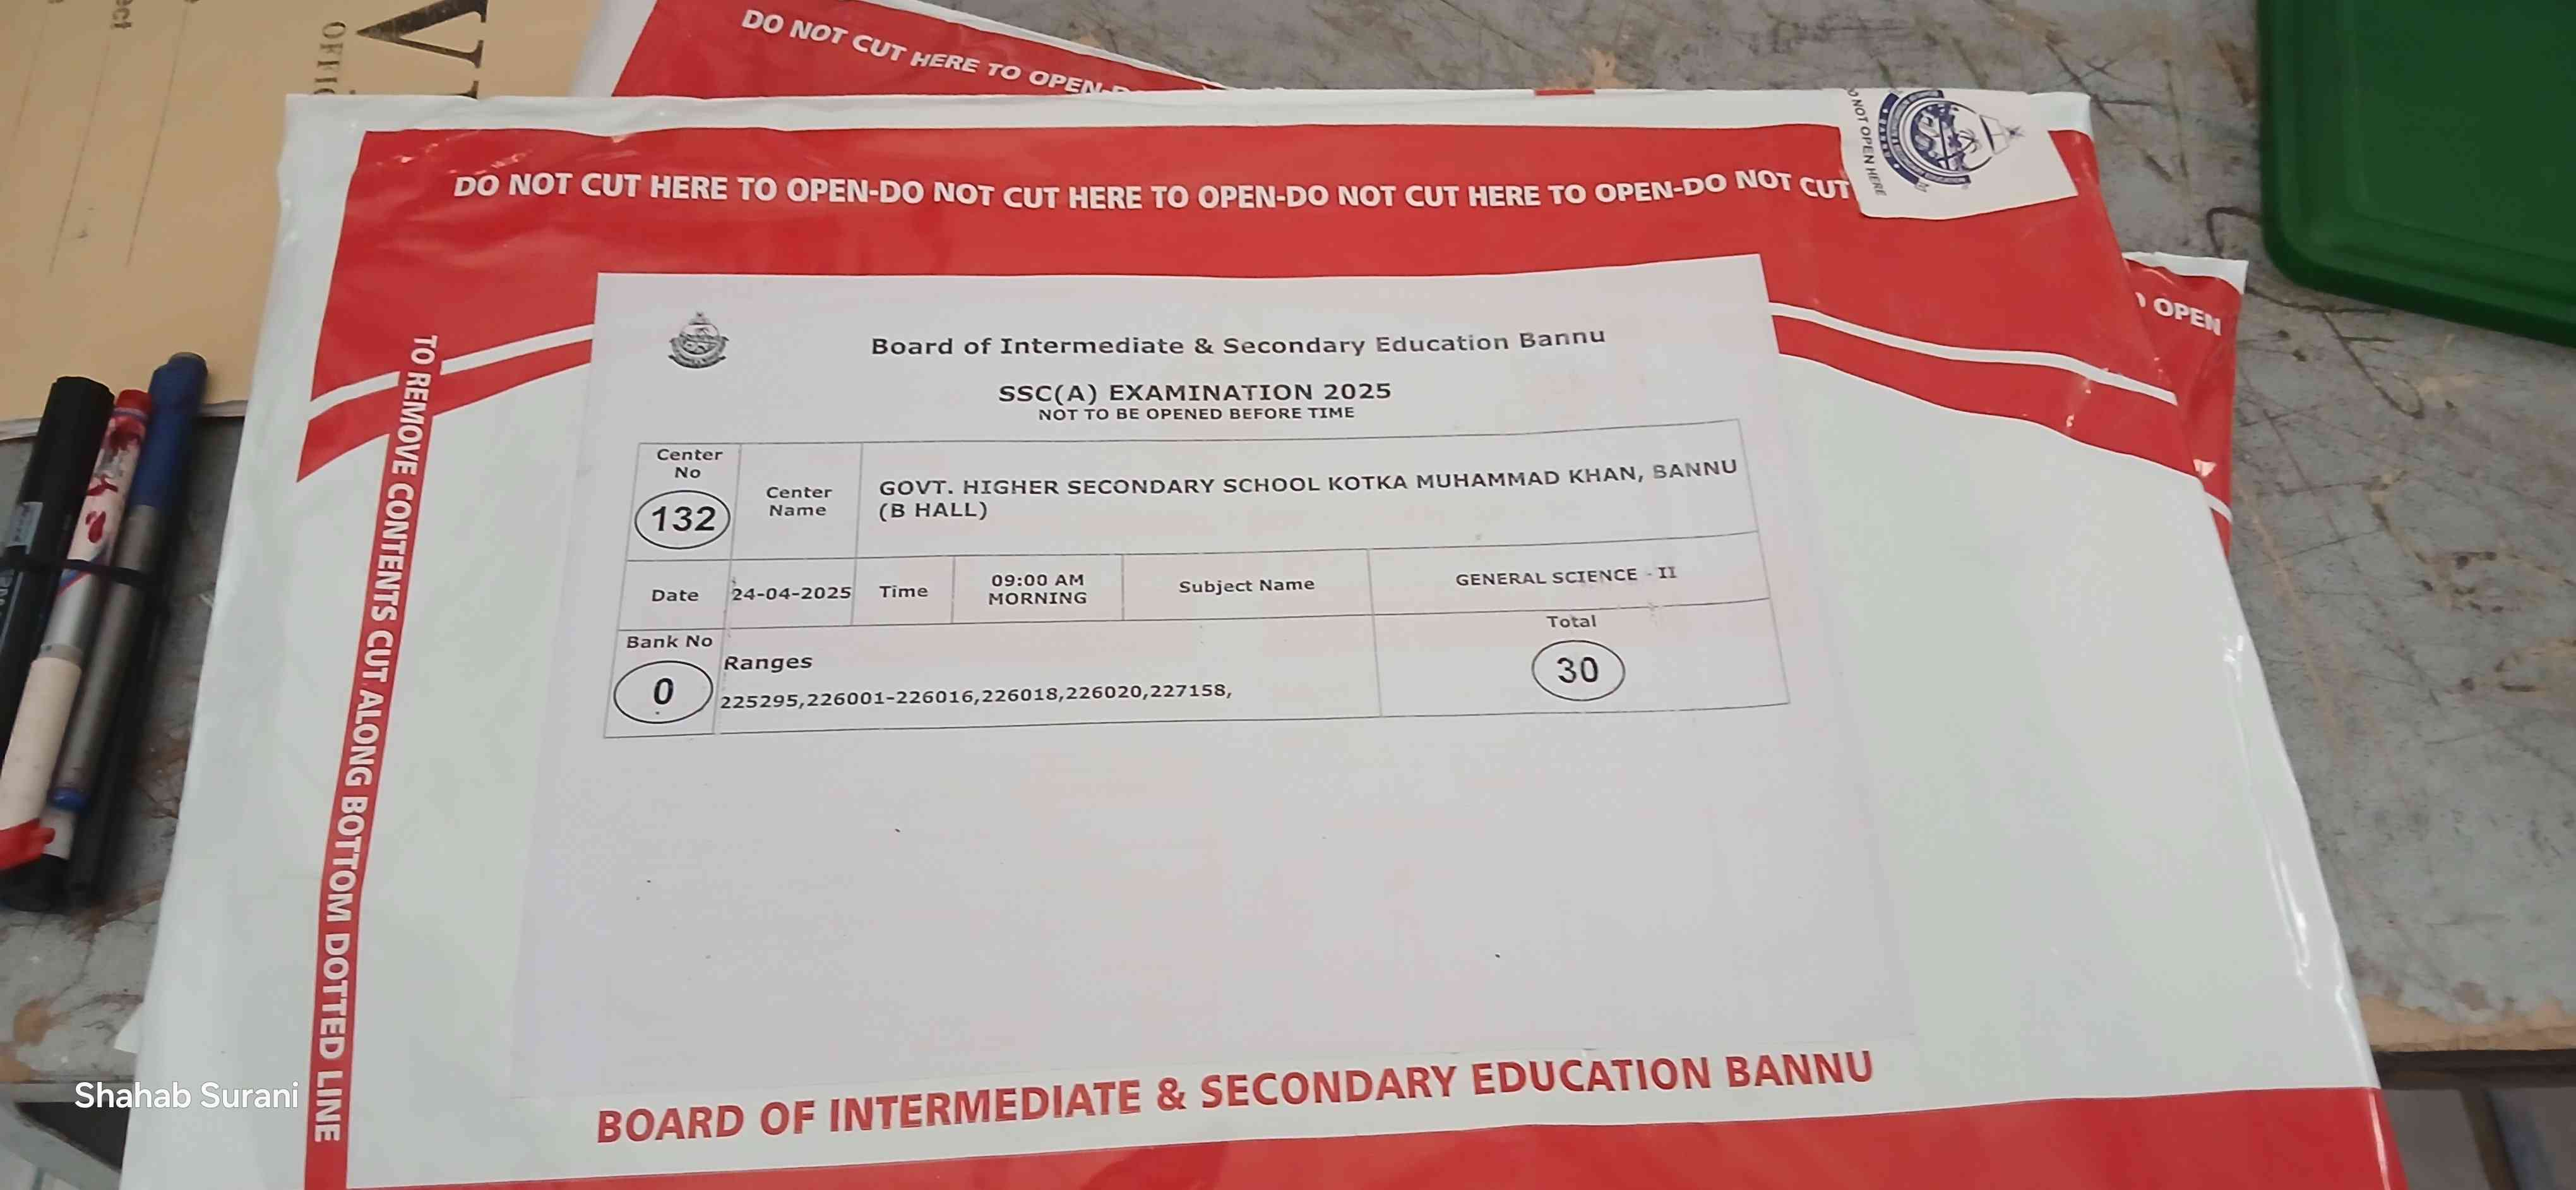 ect
OFFIC
V
DO NOT CUT HERE TO OPEN-
DO NOT CUT HERE TO OPEN-DO NOT CUT HERE TO OPEN-DO NOT CUT HERE TO OPEN-DO NOT CUT
O NOT OPEN HERE
OPEN
TO REMOVE CONTENTS CUT ALONG BOTTOM DOTTED LINE
Board of Intermediate & Secondary Education Bannu
SSC(A) EXAMINATION 2025
NOT TO BE OPENED BEFORE TIME
Center No 132
Center Name
GOVT. HIGHER SECONDARY SCHOOL KOTKA MUHAMMAD KHAN, BANNU
(B HALL)
Date 24-04-2025 Time 09:00 AM MORNING Subject Name GENERAL SCIENCE - II
Bank No 0
Ranges
225295,226001-226016,226018,226020,227158,
Total
30
BOARD OF INTERMEDIATE & SECONDARY EDUCATION BANNU
Shahab Surani